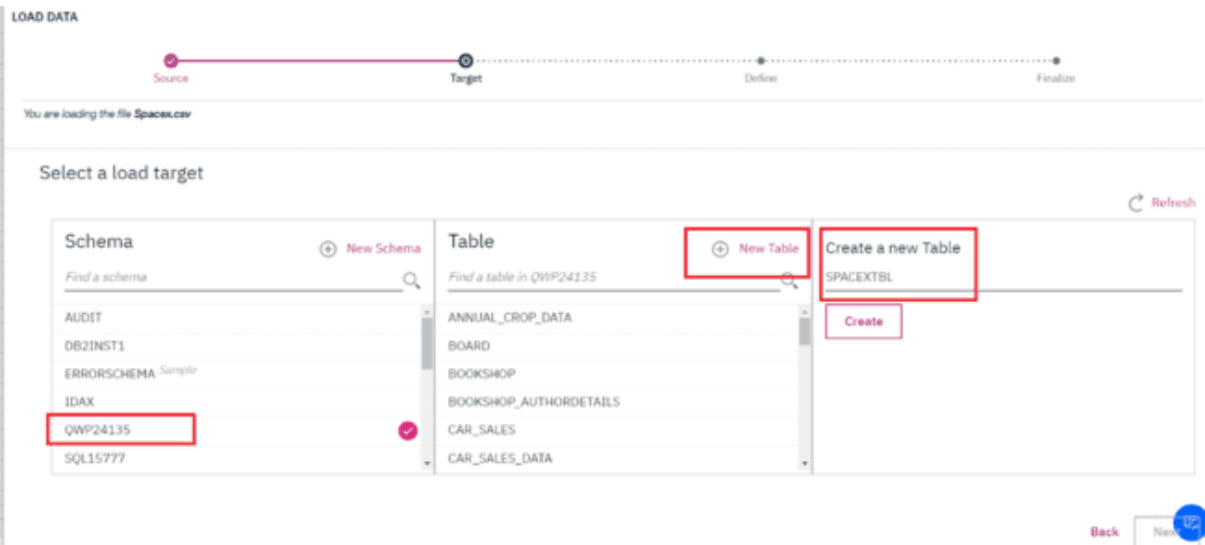 LOAD DATA
Source
Target
Define
Finalize
You are loading the file Spacex.csv
Select a load target
Refresh
Schema
New Schema
Find a schema
AUDIT
DB2INST1
ERRORSCHEMA Sample
IDAX
QWP24135
SQL15777
Table
New Table
Find a table in QWP24135
ANNUAL_CROP_DATA
BOARD
BOOKSHOP
BOOKSHOP_AUTHORDETAILS
CAR_SALES
CAR_SALES_DATA
Create a new Table
SPACEXTBL
Create
Back